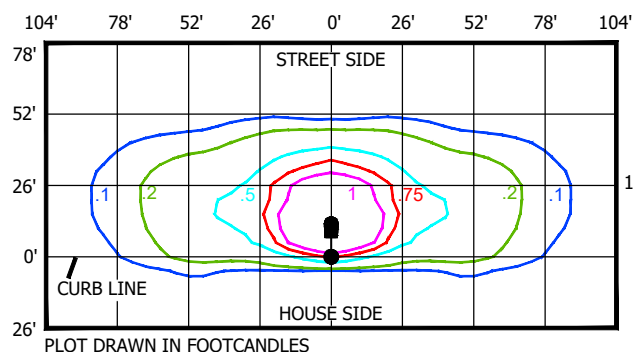 104' 78' 52' 26' 0' 26' 52' 78' 104'
78' STREET SIDE
52'
26' .1 .2 .5 1 .75 .2 .1 1
0'
CURB LINE
HOUSE SIDE
26'
PLOT DRAWN IN FOOTCANDLES